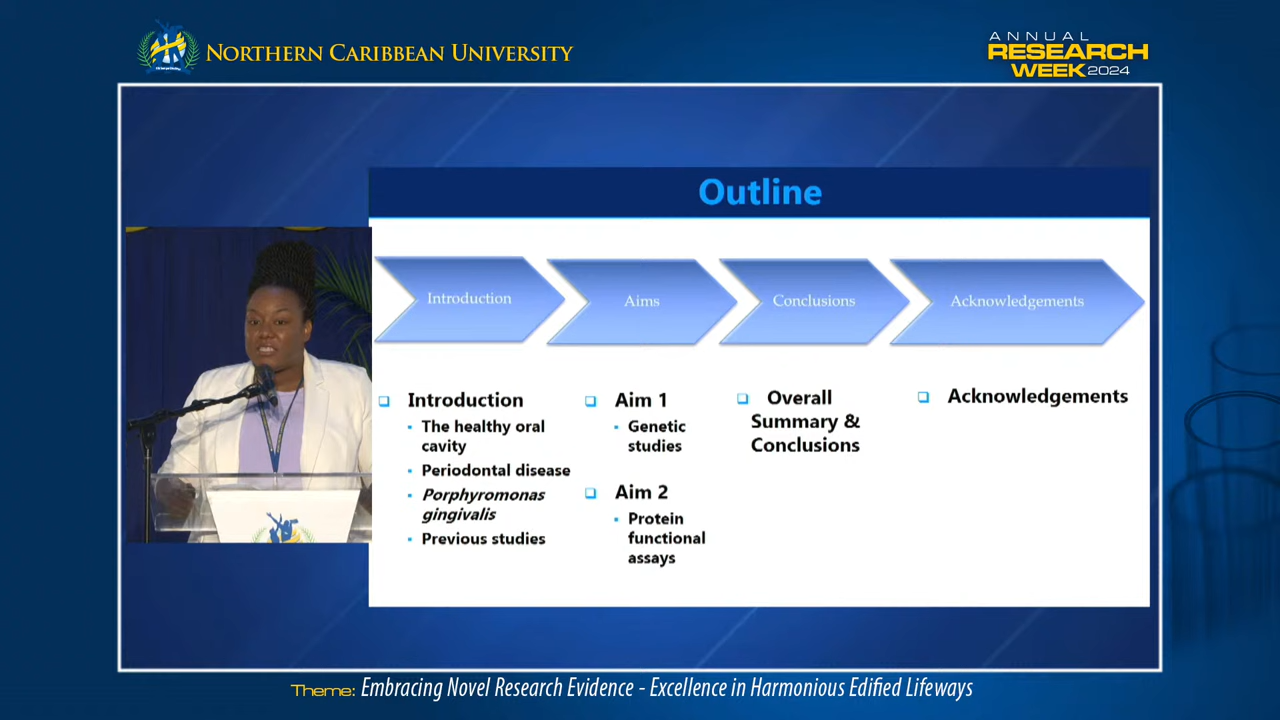 NORTHERN CARIBBEAN UNIVERSITY
ANNUAL
RESEARCH
WEEK 2024
Outline
Introduction
Aims
Conclusions
Acknowledgements
Introduction
The healthy oral
cavity
Periodontal disease
Porphyromonas
gingivalis
Previous studies
Aim 1
Genetic
studies
Aim 2
Protein
functional
assays
Overall
Summary &
Conclusions
Acknowledgements
Theme: Embracing Novel Research Evidence - Excellence in Harmonious Edified Lifeways